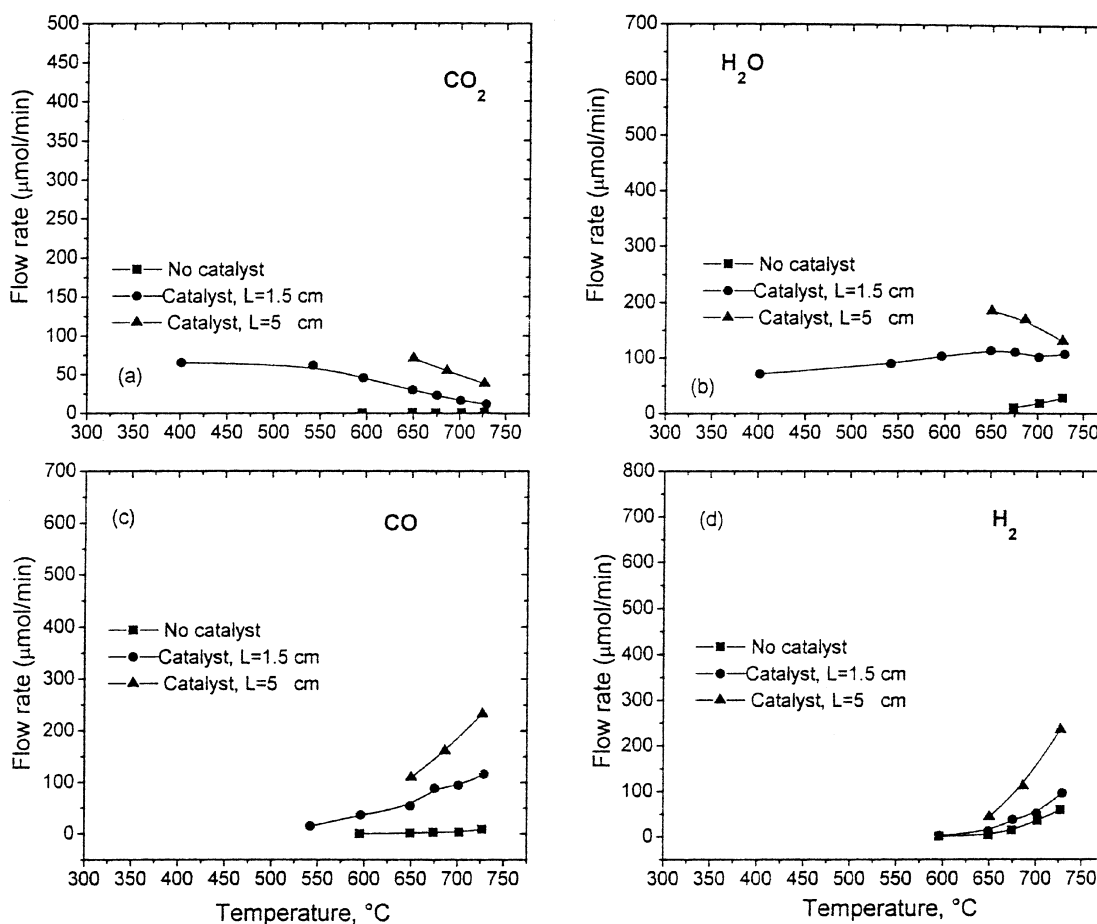 CO2
Flow rate (μmol/min)
500
450
400
350
300
250
200
150
100
50
0
No catalyst
Catalyst, L=1.5 cm
Catalyst, L=5 cm
(a)
300 350 400 450 500 550 600 650 700 750
H2O
Flow rate (μmol/min)
700
600
500
400
300
200
100
0
No catalyst
Catalyst, L=1.5 cm
Catalyst, L=5 cm
(b)
300 350 400 450 500 550 600 650 700 750
(c)
CO
Flow rate (μmol/min)
700
600
500
400
300
200
100
0
No catalyst
Catalyst, L=1.5 cm
Catalyst, L=5 cm
300 350 400 450 500 550 600 650 700 750
Temperature, °C
(d)
H2
Flow rate (μmol/min)
800
700
600
500
400
300
200
100
0
No catalyst
Catalyst, L=1.5 cm
Catalyst, L=5 cm
300 350 400 450 500 550 600 650 700 750
Temperature, °C